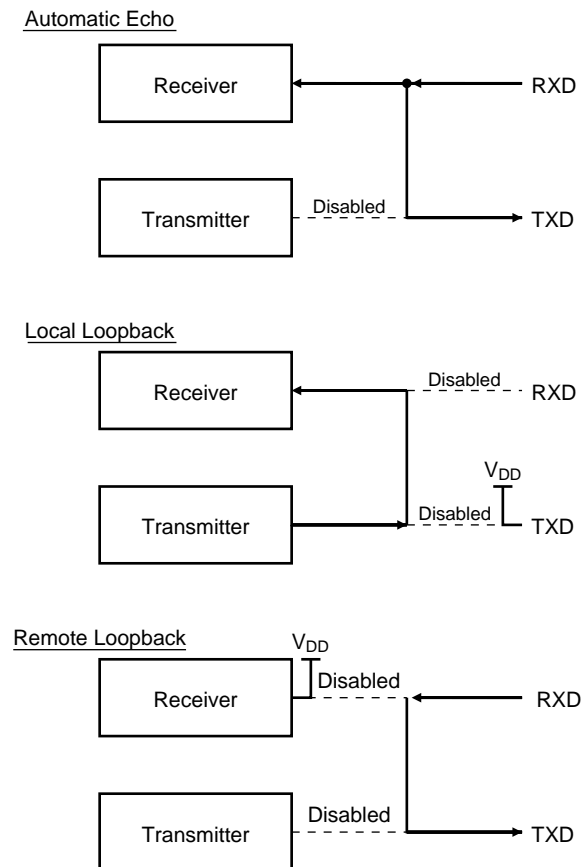 Automatic Echo
Receiver
RXD
Transmitter
Disabled
TXD
Local Loopback
Receiver
Disabled
RXD
VDD
Transmitter
Disabled
TXD
Remote Loopback
VDD
Receiver
Disabled
RXD
Transmitter
Disabled
TXD